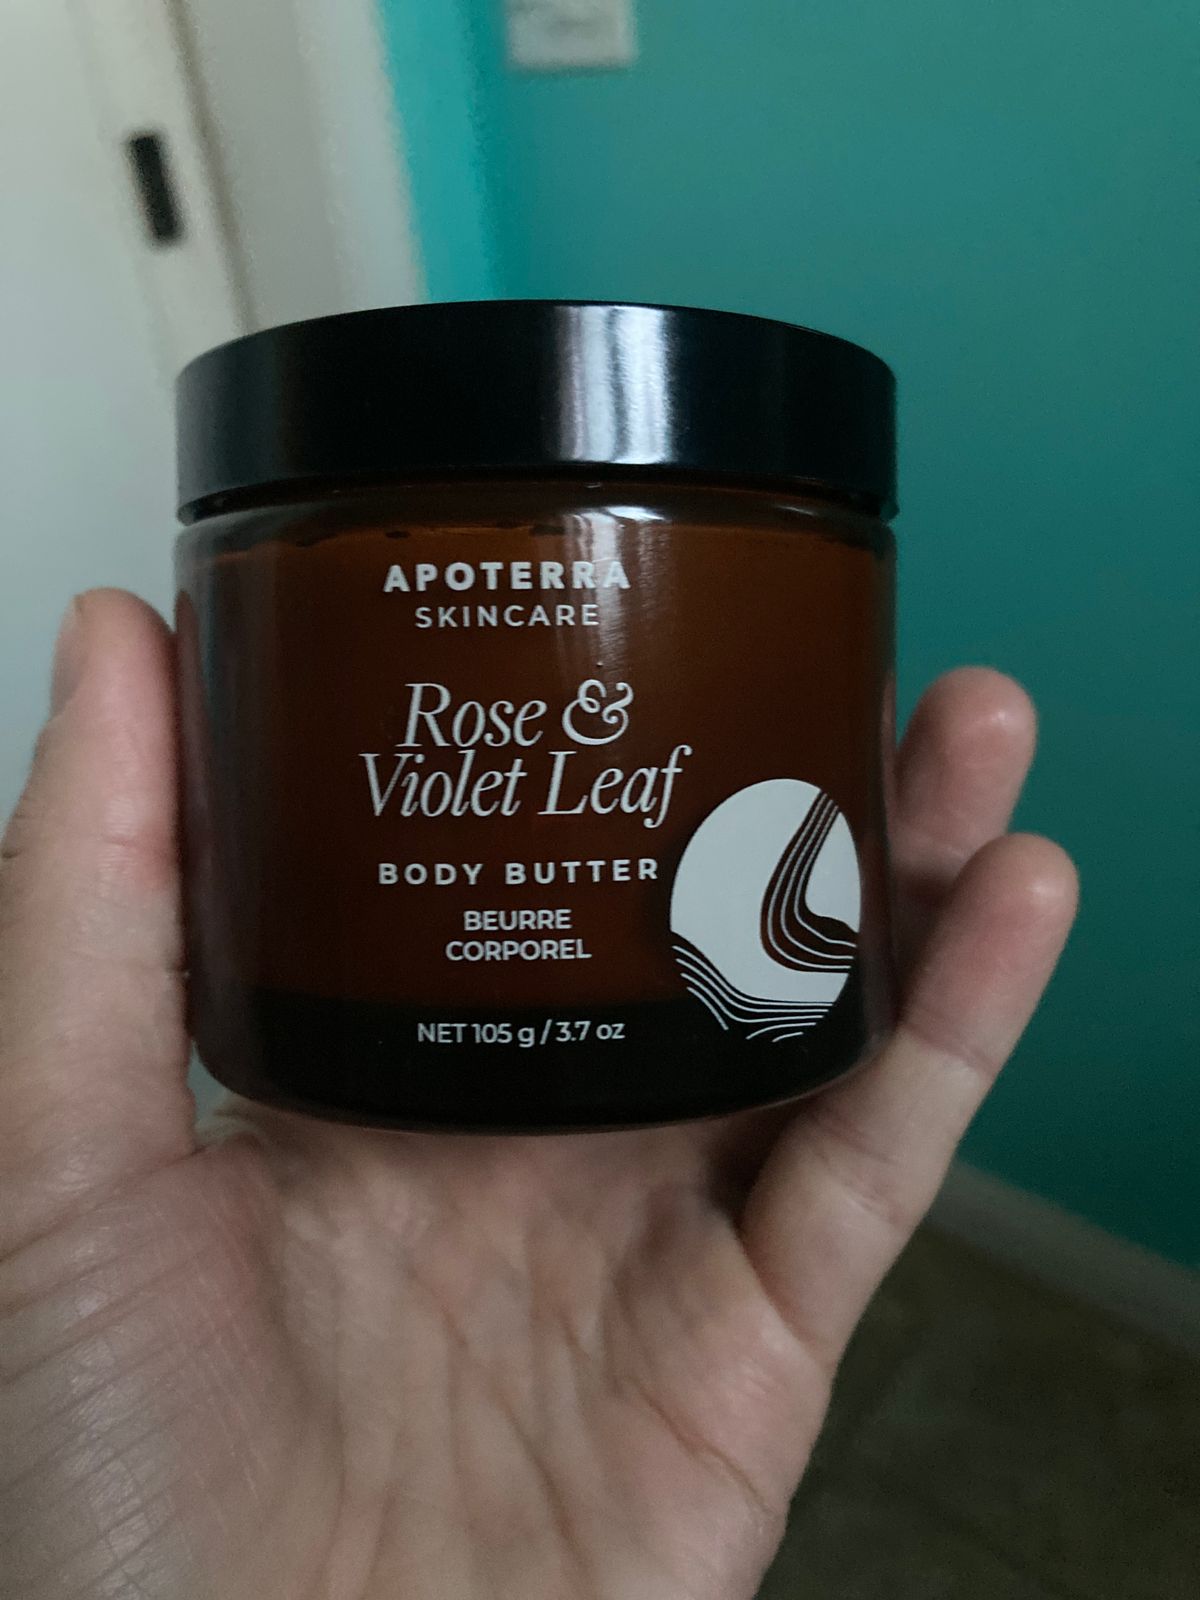 APOTERRA
SKINCARE
Rose &
Violet Leaf
BODY BUTTER
BEURRE
CORPOREL
NET 105 g / 3.7 oz